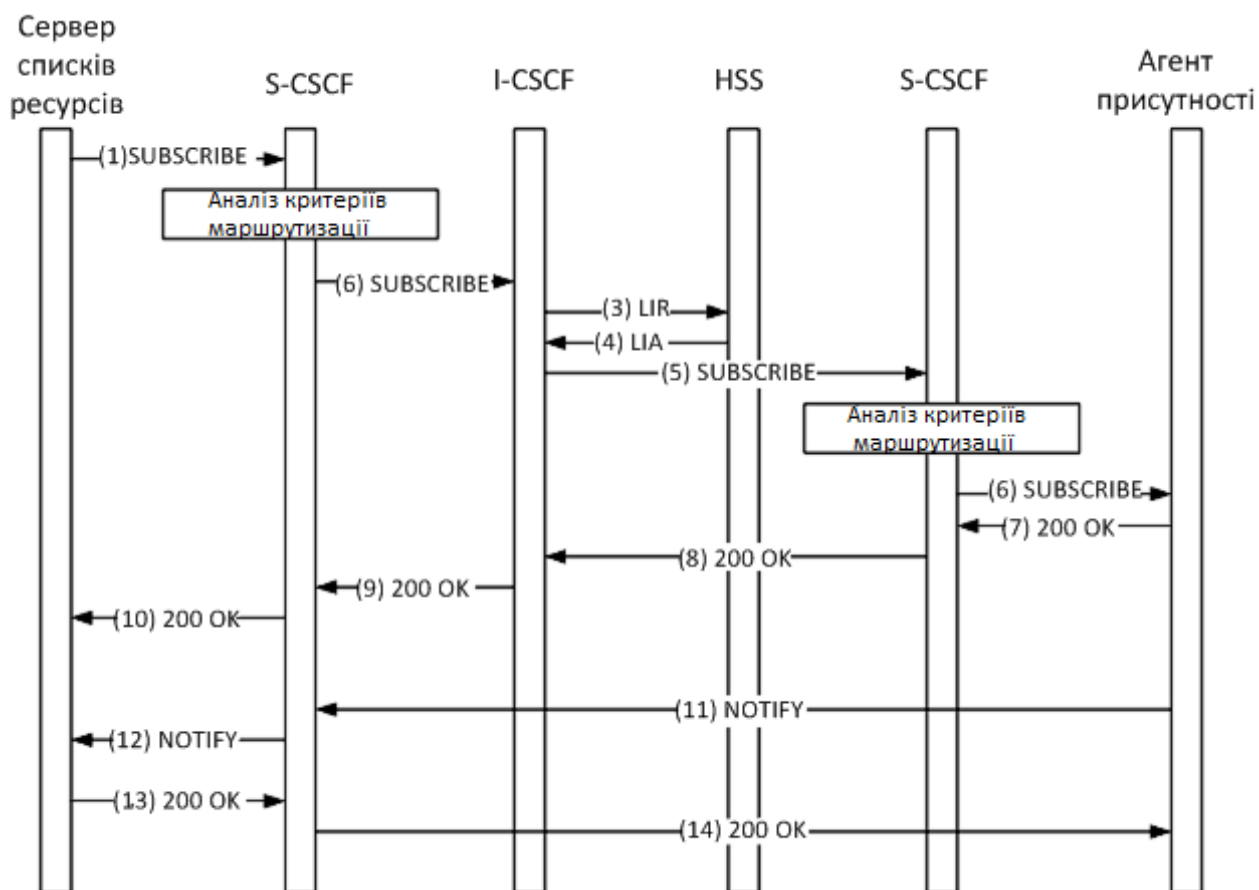 Сервер
списків
ресурсів
S-CSCF
I-CSCF
HSS
S-CSCF
Агент
присутності
(1)SUBSCRIBE
Аналіз критеріїв
маршрутизації
(6) SUBSCRIBE
(3) LIR
(4) LIA
(5) SUBSCRIBE
Аналіз критеріїв
маршрутизації
(6) SUBSCRIBE
(7) 200 OK
(8) 200 OK
(9) 200 OK
(10) 200 OK
(11) NOTIFY
(12) NOTIFY
(13) 200 OK
(14) 200 OK